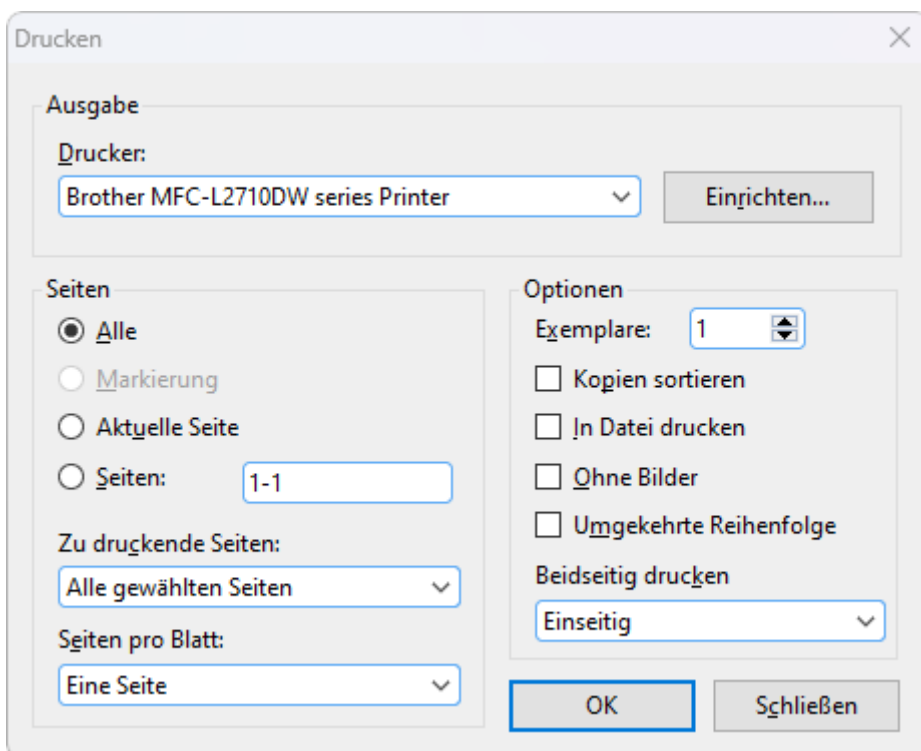 Drucken
Ausgabe
Drucker:
Brother MFC-L2710DW series Printer
Einrichten...
Seiten
Alle
Markierung
Aktuelle Seite
Seiten:
1-1
Zu druckende Seiten:
Alle gewählten Seiten
Seiten pro Blatt:
Eine Seite
Optionen
Exemplare:
1
Kopien sortieren
In Datei drucken
Ohne Bilder
Umgekehrte Reihenfolge
Beidseitig drucken
Einseitig
OK
Schließen